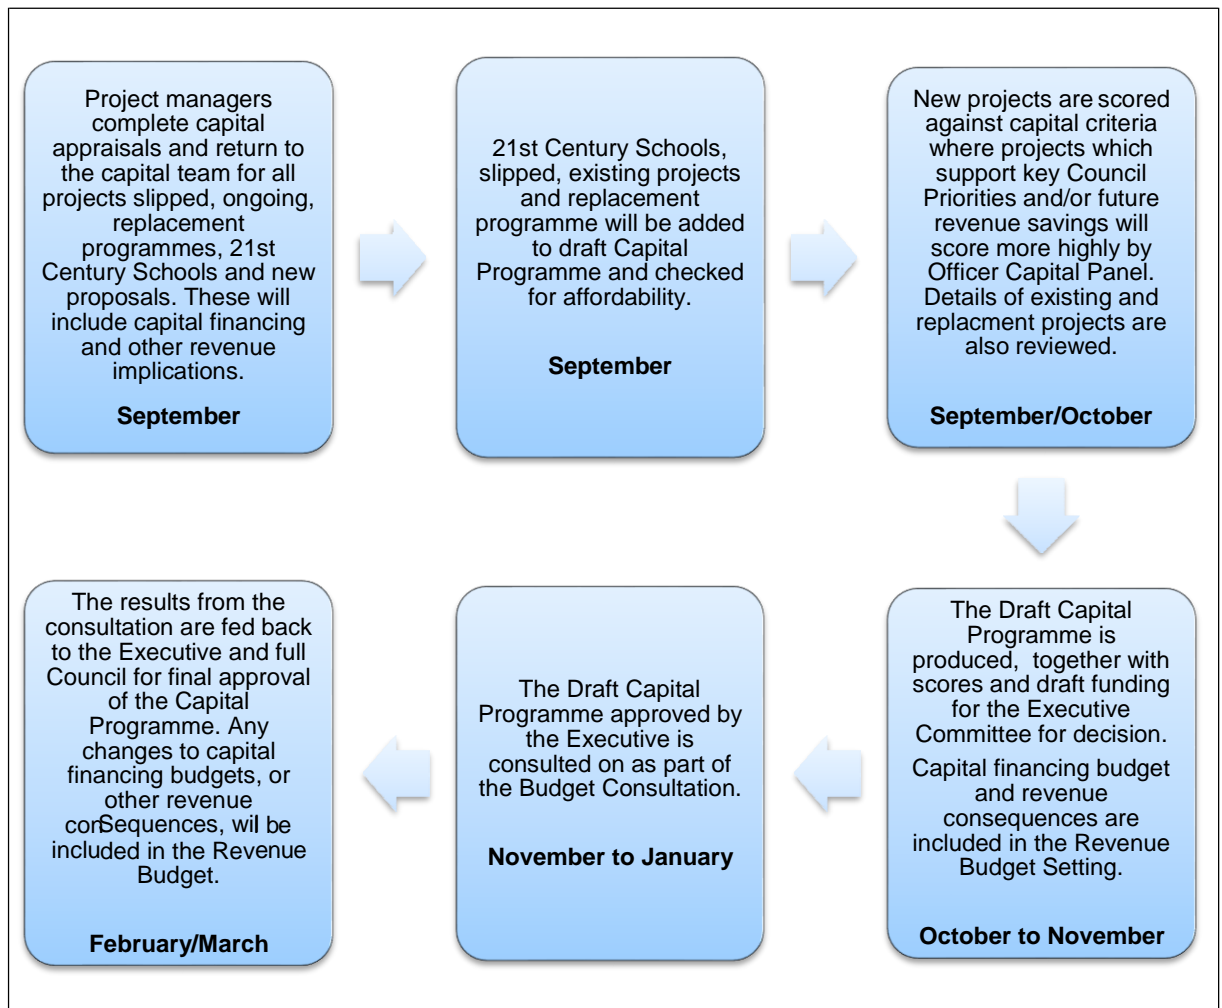 Project managers
complete capital
appraisals and return to
the capital team for all
projects slipped, ongoing,
replacement
programmes, 21st
Century Schools and new
proposals. These will
include capital financing
and other revenue
implications.
September
21st Century Schools,
slipped, existing projects
and replacement
programme will be added
to draft Capital
Programme and checked
for affordability.
September
New projects are scored
against capital criteria
where projects which
support key Council
Priorities and/or future
revenue savings will
score more highly by
Officer Capital Panel.
Details of existing and
replacment projects are
also reviewed.
September/October
The Draft Capital
Programme is
produced, together with
scores and draft funding
for the Executive
Committee for decision.
Capital financing budget
and revenue
consequences are
included in the Revenue
Budget Setting.
October to November
The Draft Capital
Programme approved by
the Executive is
consulted on as part of
the Budget Consultation.
November to January
The results from the
consultation are fed back
to the Executive and full
Council for final approval
of the Capital
Programme. Any
changes to capital
financing budgets, or
other revenue
conSequences, wil be
included in the Revenue
Budget.
February/March